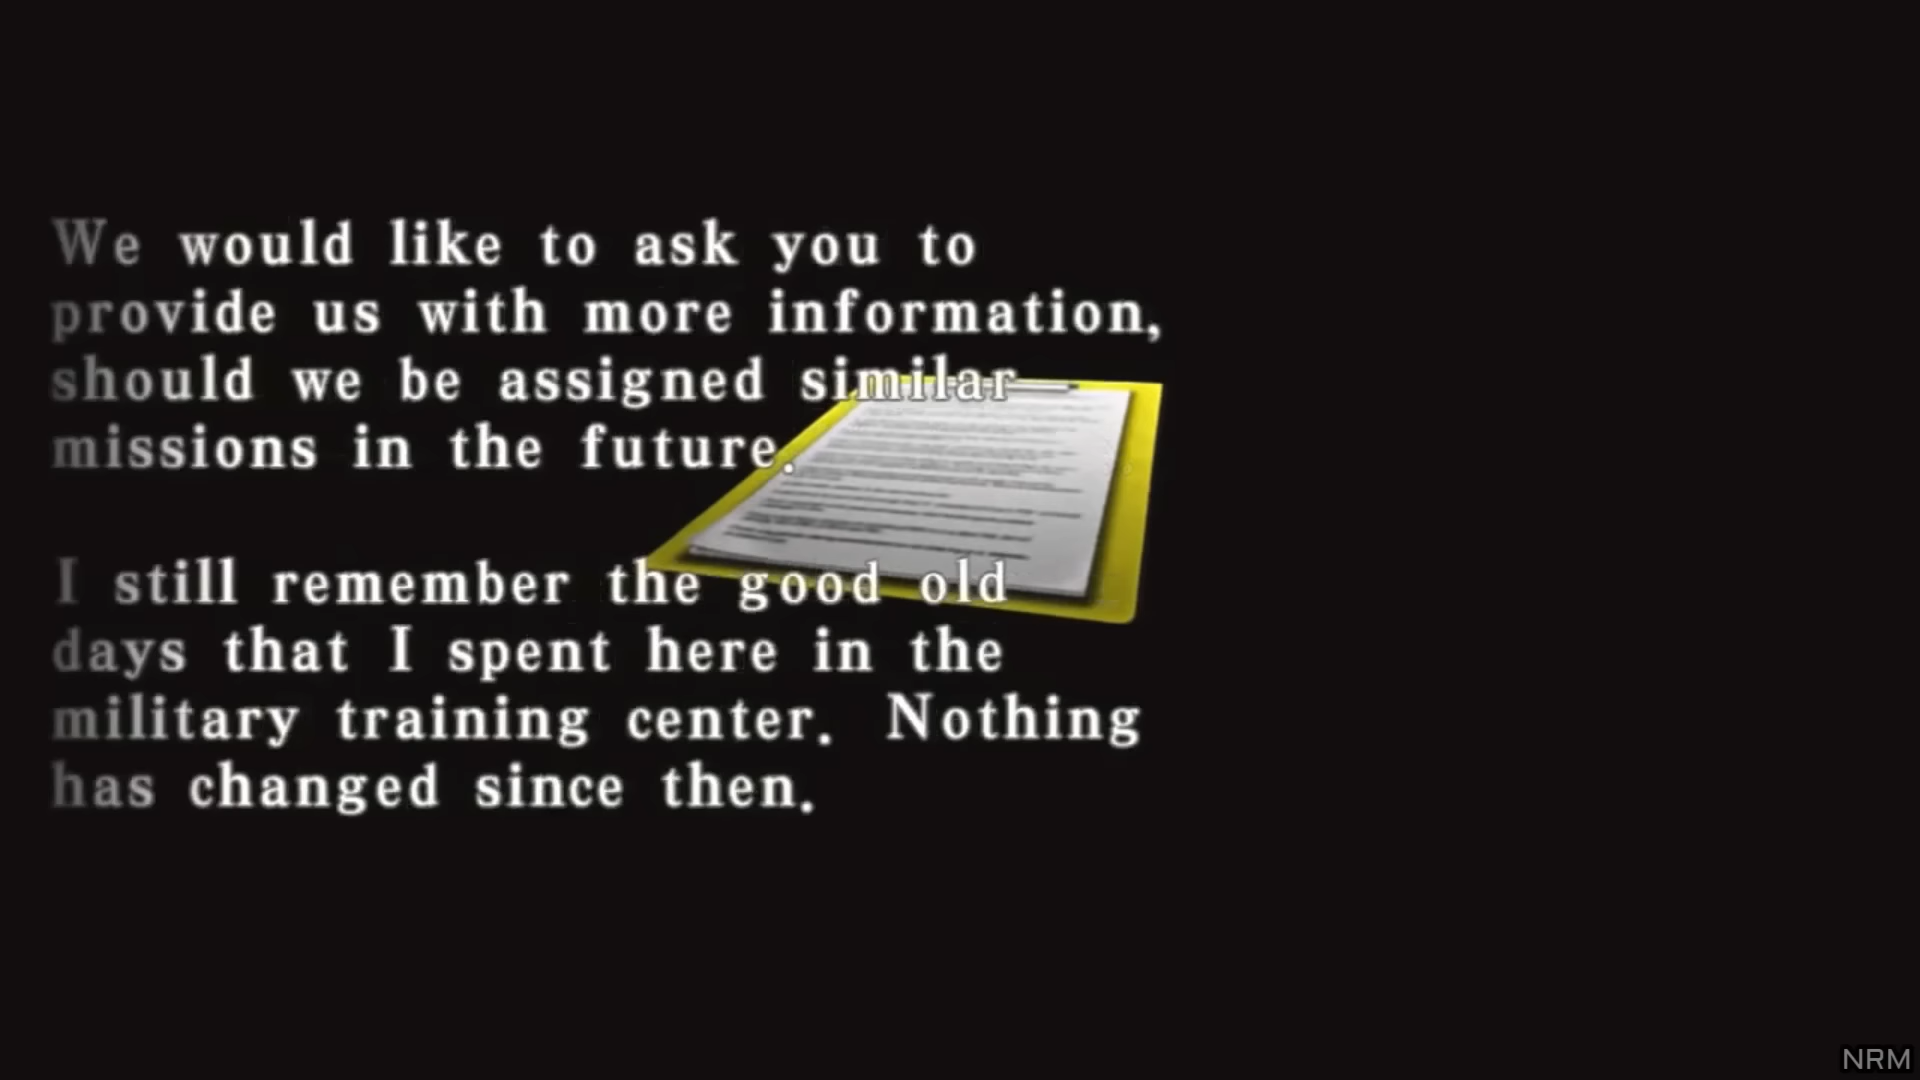 We would like to ask you to
provide us with more information,
should we be assigned similar
missions in the future.
I still remember the good old
days that I spent here in the
military training center. Nothing
has changed since then.
NRM